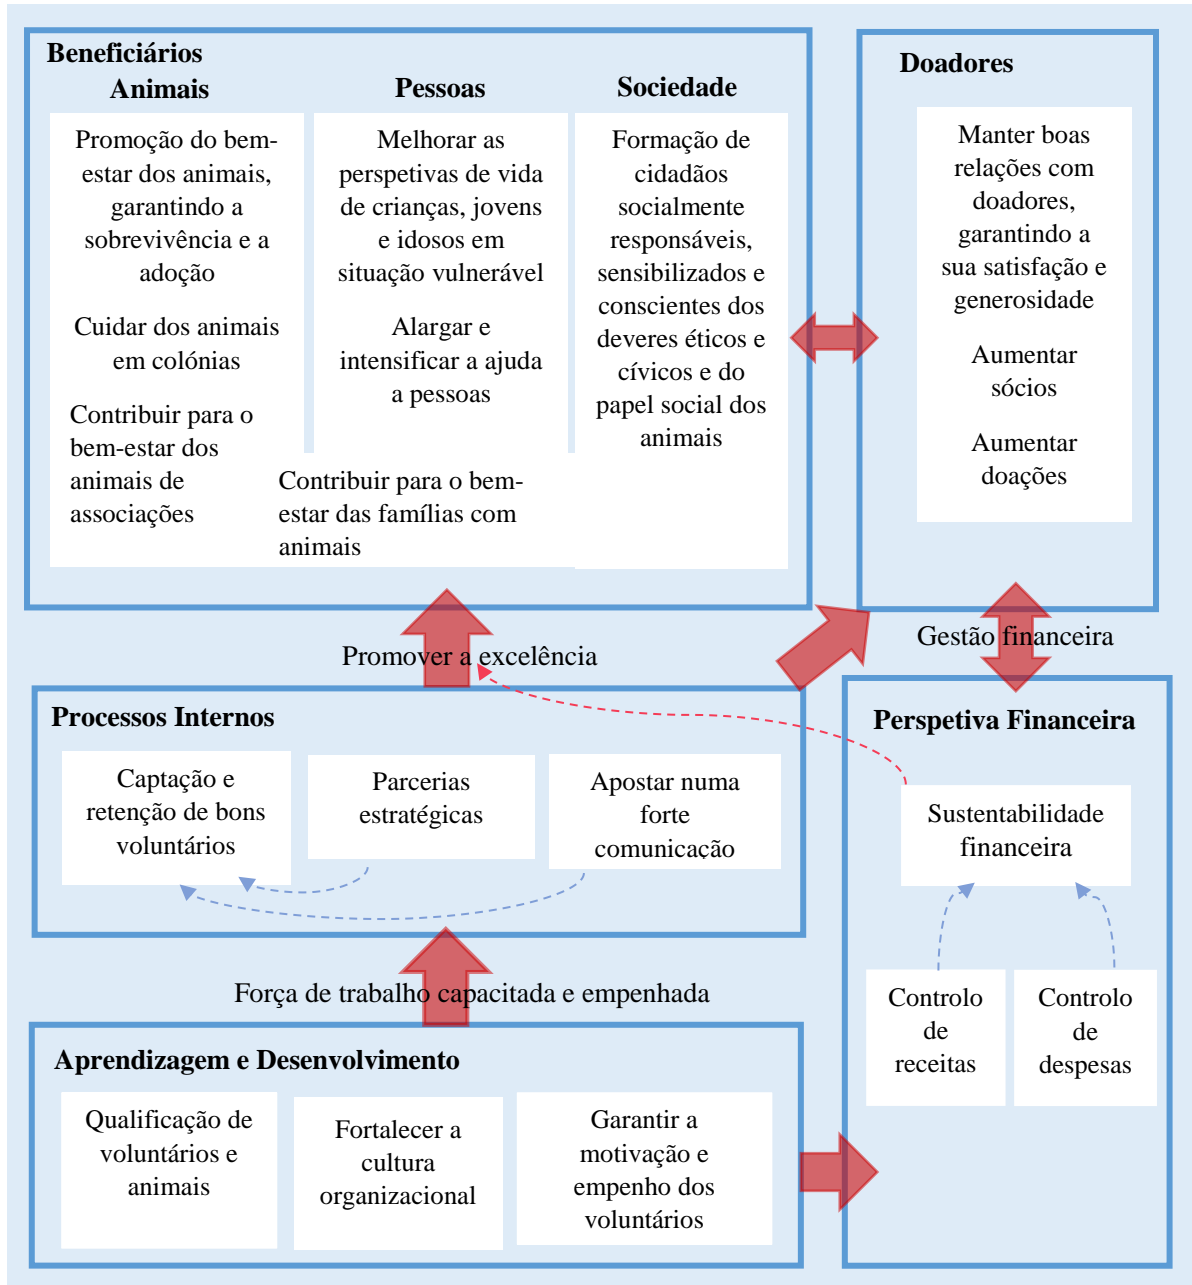 Beneficiários
Animais
Promoção do bem-
estar dos animais,
garantindo a
sobrevivência e a
adoção
Cuidar dos animais
em colónias
Contribuir para o
bem-estar dos
animais de
associações
Pessoas
Melhorar as
perspetivas de vida
de crianças, jovens
e idosos em
situação vulnerável
Alargar e
intensificar a ajuda
a pessoas
Contribuir para o bem-
estar das famílias com
animais
Sociedade
Formação de
cidadãos
socialmente
responsáveis,
sensibilizados e
conscientes dos
deveres éticos e
cívicos e do
papel social dos
animais
Doadores
Manter boas
relações com
doadores,
garantindo a
sua satisfação e
generosidade
Aumentar
sócios
Aumentar
doações
Promover a excelência
Gestão financeira
Processos Internos
Captação e
retenção de bons
voluntários
Parcerias
estratégicas
Apostar numa
forte
comunicação
Perspetiva Financeira
Sustentabilidade
financeira
Controlo
de
receitas
Controlo
de
despesas
Força de trabalho capacitada e empenhada
Aprendizagem e Desenvolvimento
Qualificação de
voluntários e
animais
Fortalecer a
cultura
organizacional
Garantir a
motivação e
empenho dos
voluntários